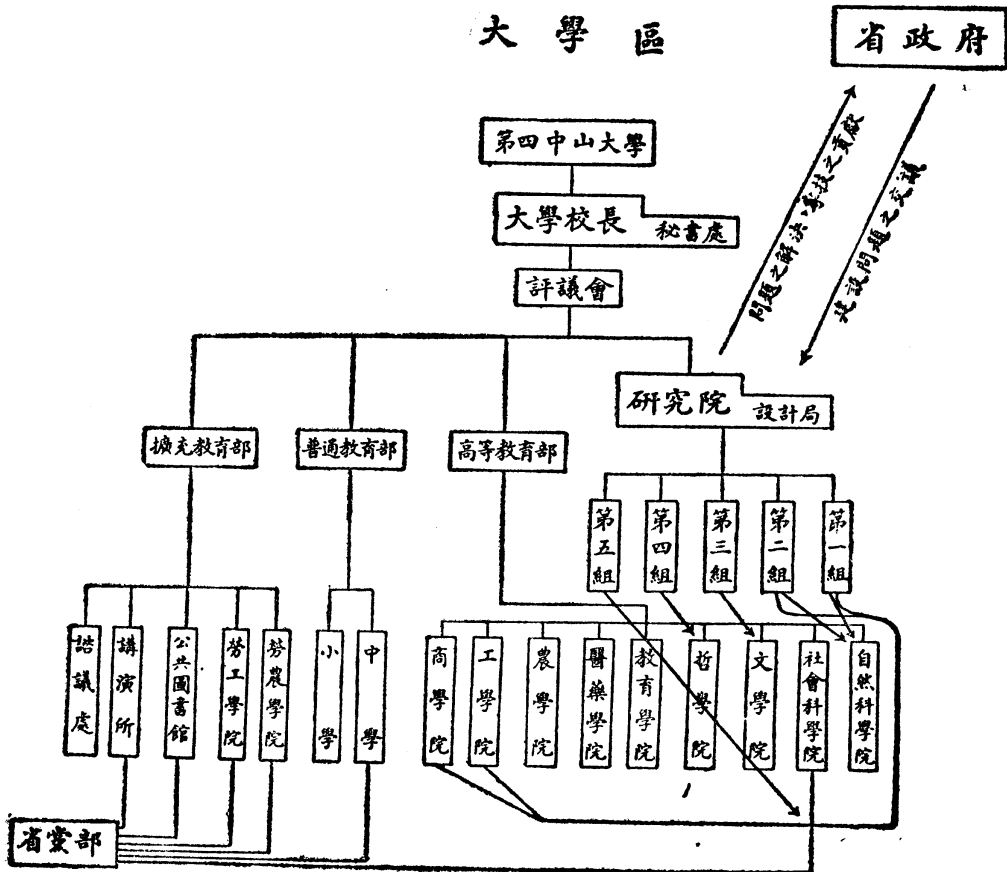 大學區
省政府
第四中山大學
大學校長
秘書處
評議會
問題之解決、專技之貢獻
建設問題之交議
研究院
設計局
擴充教育部
普通教育部
高等教育部
第五組
第四組
第三組
第二組
第一組
諮議處
講演所
公共圖書館
勞工學院
勞農學院
小學
中學
商學院
工學院
農學院
醫藥學院
教育學院
哲學院
文學院
社會科學院
自然科學院
省黨部